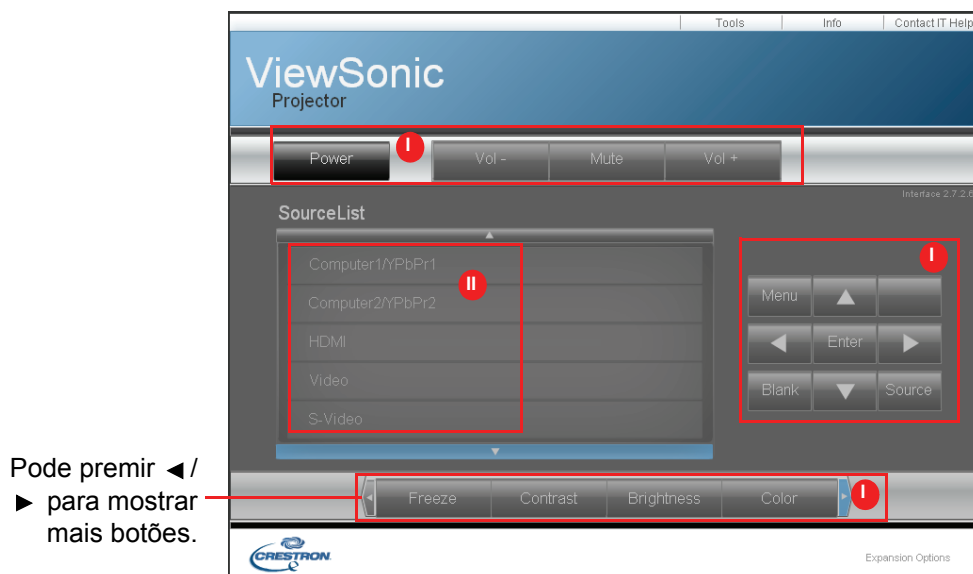 Tools Info Contact IT Help
ViewSonic
Projector
Power I Vol - Mute Vol +
Interface 2.7.2.6
SourceList
Computer1/YPbPr1
II
Computer2/YPbPr2
HDMI
Video
S-Video
I
Menu
Enter
Blank Source
Pode premir ◄ /
► para mostrar
mais botões.
Freeze Contrast Brightness Color I
CRESTRON
Expansion Options